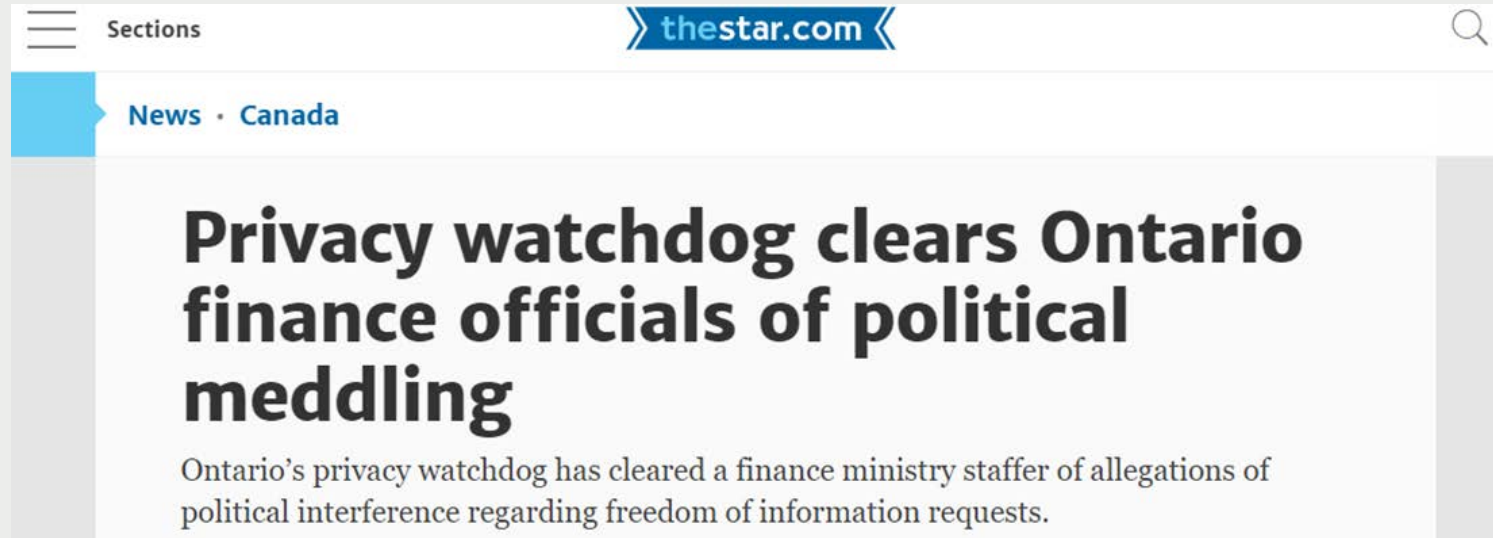 Sections
thestar.com
News · Canada
Privacy watchdog clears Ontario
finance officials of political
meddling
Ontario’s privacy watchdog has cleared a finance ministry staffer of allegations of
political interference regarding freedom of information requests.